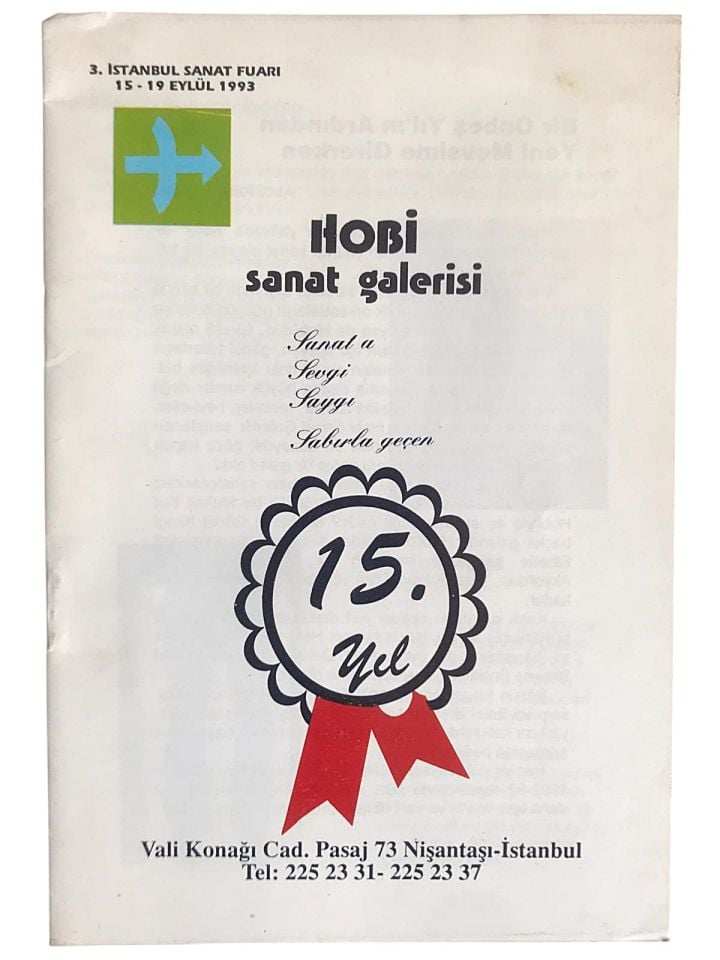 3. İSTANBUL SANAT FUARI
15 - 19 EYLÜL 1993
HOBİ
sanat galerisi
Sanat a
Sevgi
Saygı
Sabırla geçen
15.
Yıl
Vali Konağı Cad. Pasaj 73 Nişantaşı-İstanbul
Tel: 225 23 31- 225 23 37